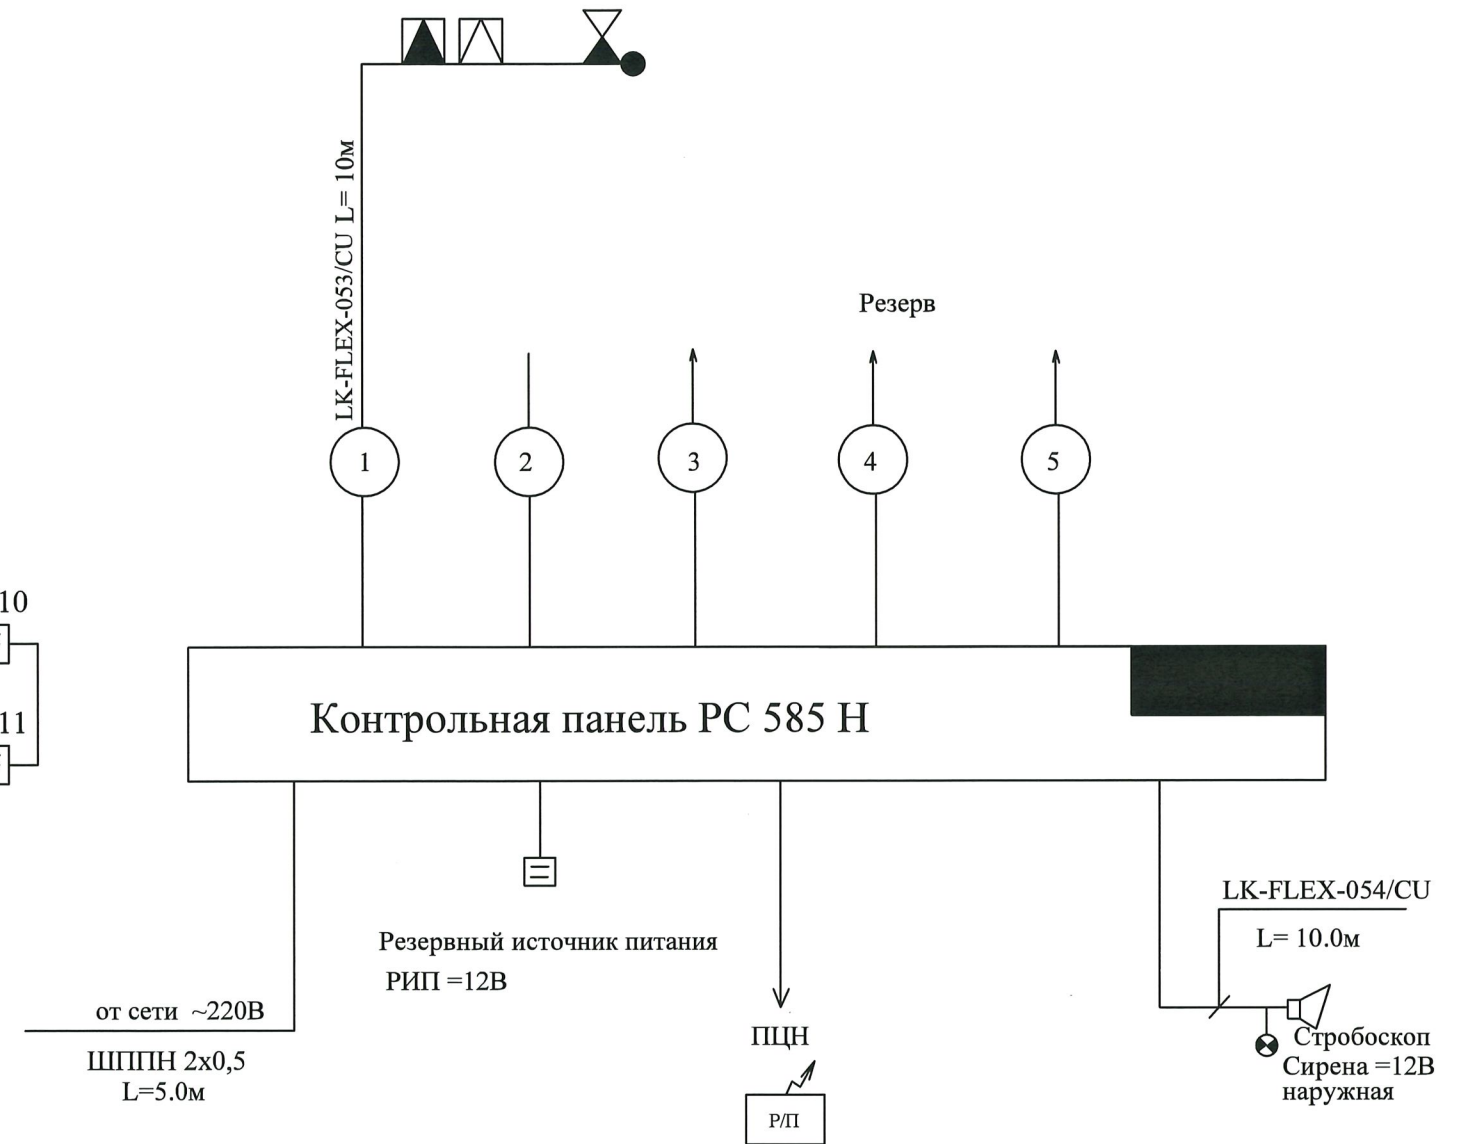 LK-FLEX-053/CU L= 10м
Резерв
1
2
3
4
5
10
11
Контрольная панель РС 585 Н
LK-FLEX-054/CU
L= 10.0м
Резервный источник питания
РИП =12В
от сети ~220В
ШППН 2х0,5
L=5.0м
ПЦН
Р/П
Стробоскоп
Сирена =12В
наружная